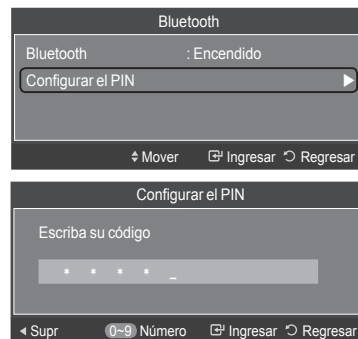 Bluetooth
Bluetooth : Encendido
Configurar el PIN
Mover Ingresar Regresar
Configurar el PIN
Escriba su código
* * * * _
Supr 0~9 Número Ingresar Regresar